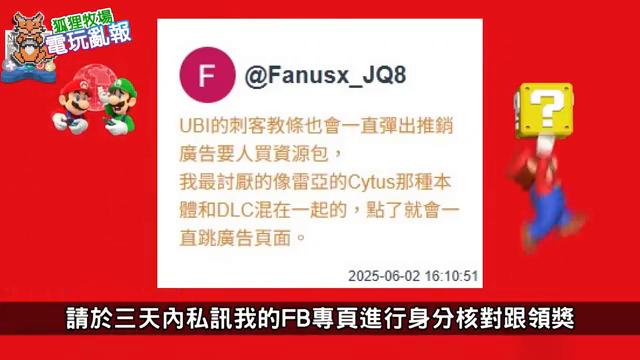 狐狸牧場
電玩亂報
F
@Fanusx_JQ8
UBI的刺客教條也會一直彈出推銷
廣告要人買資源包，
我最討厭的像雷亞的Cytus那種本
體和DLC混在一起的，點了就會一
直跳廣告頁面。
2025-06-02 16:10:51
請於三天內私訊我的FB專頁進行身分核對跟領獎